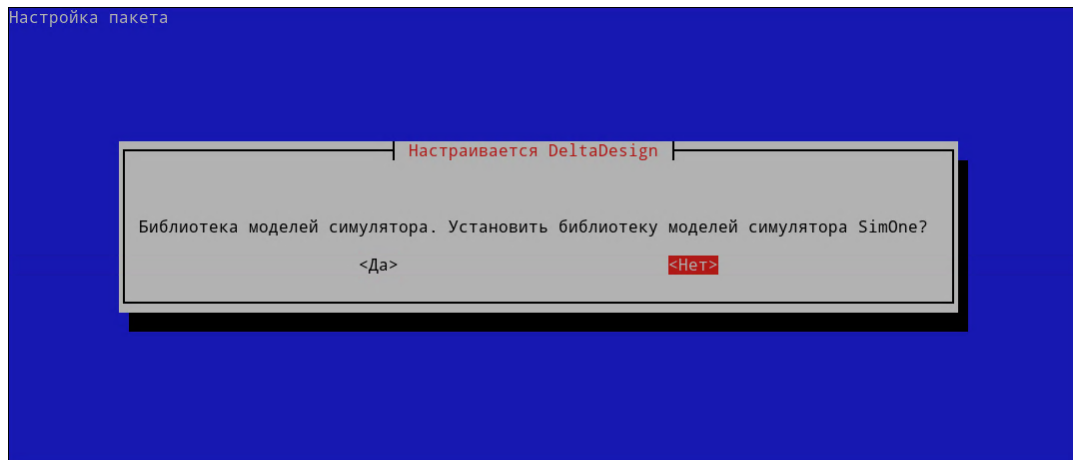 Настройка пакета
Настраивается DeltaDesign
Библиотека моделей симулятора. Установить библиотеку моделей симулятора SimOne?
<Да> <Нет>